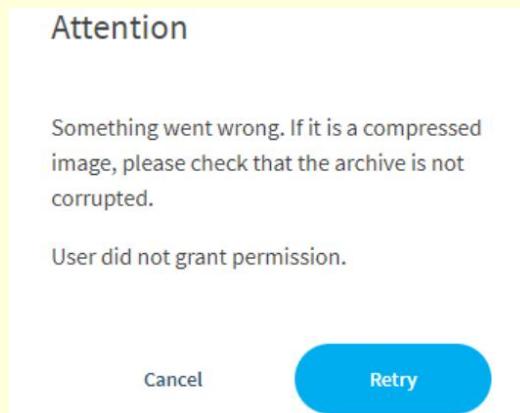 Attention
Something went wrong. If it is a compressed
image, please check that the archive is not
corrupted.
User did not grant permission.
Cancel
Retry